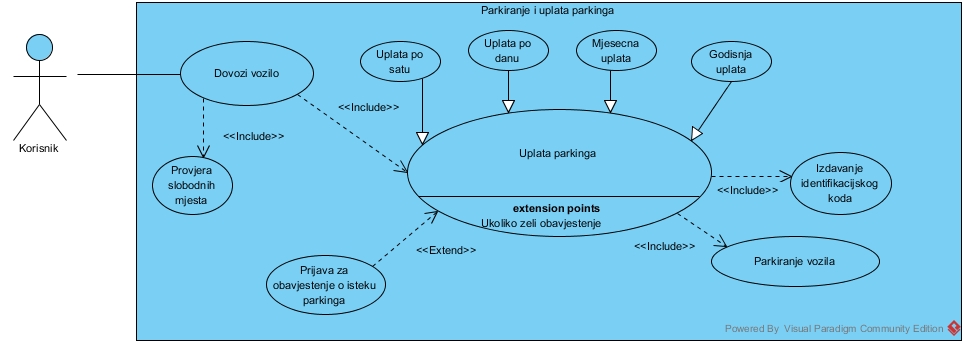 Parkiranje i uplata parkinga
Korisnik
Dovozi vozilo
Uplata po
satu
Uplata po
danu
Mjesecna
uplata
Godisnja
uplata
<<Include>>
<<Include>>
Provjera
slobodnih
mjesta
Uplata parkinga
extension points
Ukoliko zeli obavjestenje
<<Include>>
Izdavanje
identifikacijskog
koda
<<Extend>>
<<Include>>
Prijava za
obavjestenje o isteku
parkinga
Parkiranje vozila
Powered By Visual Paradigm Community Edition